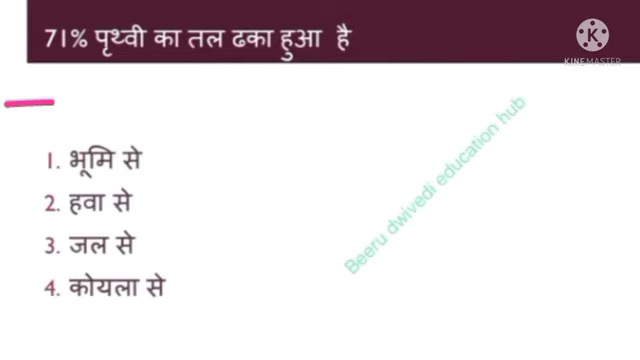 71% पृथ्वी का तल ढका हुआ है
K
KINEMASTER
1. भूमि से
2. हवा से
3. जल से
4. कोयला से
Beeru dwivedi education hub